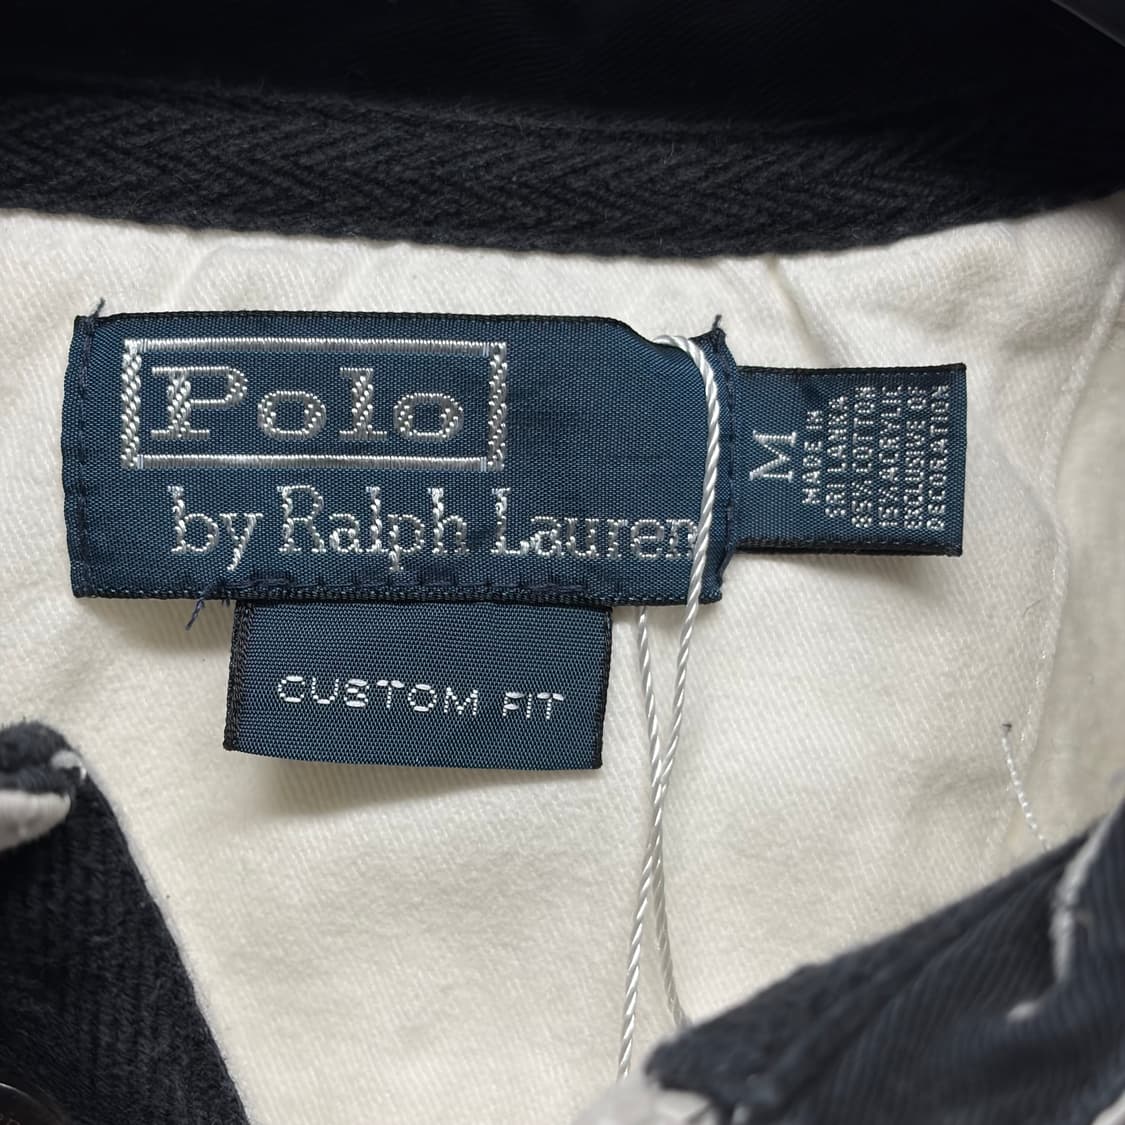 Polo
by Ralph Lauren
CUSTOM FIT
M
MADE IN
SRI LANKA
85% COTTON
15% ACRYLIC
EXCLUSIVE OF
DECORATION